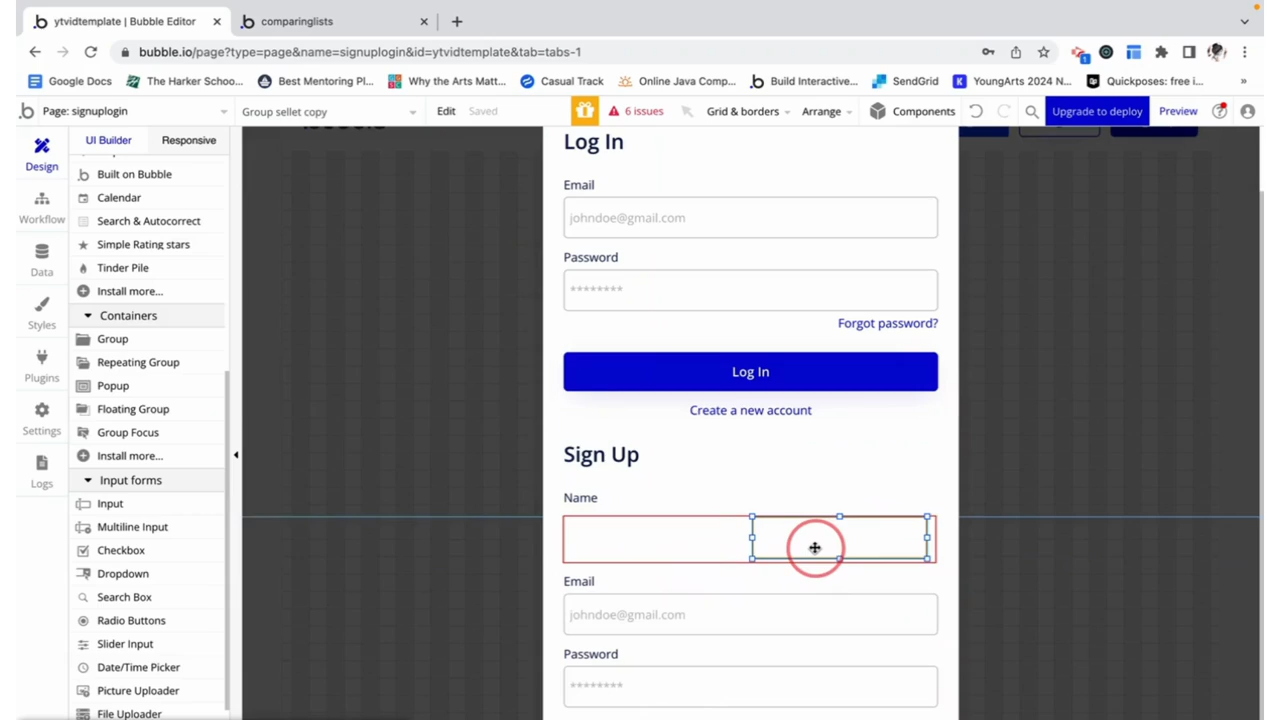 ytvidtemplate | Bubble Editor
comparinglists
bubble.io/page?type=page&name=signuplogin&id=ytvidtemplate&tab=tabs-1
Google Docs
The Harker Schoo...
Best Mentoring Pl...
Why the Arts Matt...
Casual Track
Online Java Comp...
Build Interactive...
SendGrid
YoungArts 2024 N...
Quickposes: free i...
»
Page: signuplogin
Group sellet copy
Edit
Saved
6 issues
Grid & borders
Arrange
Components
Upgrade to deploy
Preview
UI Builder
Responsive
Design
Workflow
Data
Styles
Plugins
Settings
Logs
Built on Bubble
Calendar
Search & Autocorrect
Simple Rating stars
Tinder Pile
Install more...
Containers
Group
Repeating Group
Popup
Floating Group
Group Focus
Install more...
Input forms
Input
Multiline Input
Checkbox
Dropdown
Search Box
Radio Buttons
Slider Input
Date/Time Picker
Picture Uploader
File Uploader
Log In
Email
johndoe@gmail.com
Password
********
Forgot password?
Log In
Create a new account
Sign Up
Name
Email
johndoe@gmail.com
Password
********